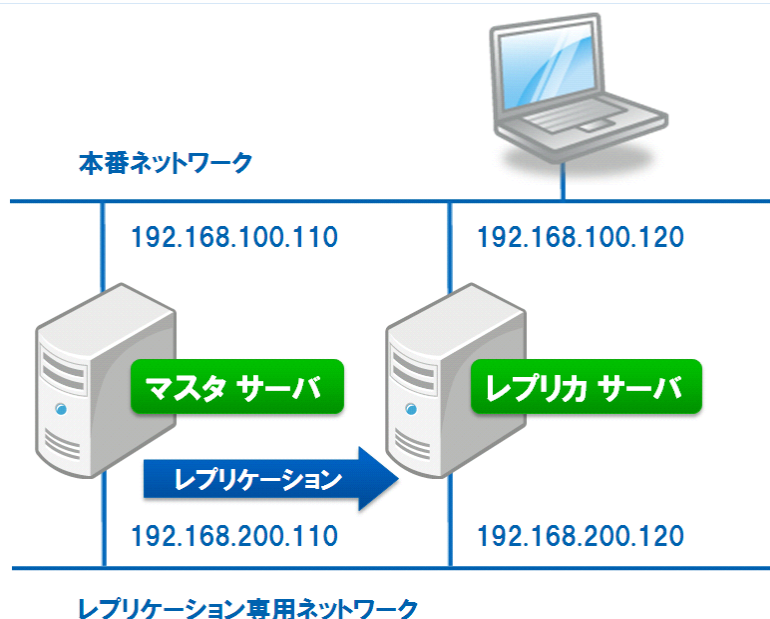 本番ネットワーク
192.168.100.110
192.168.100.120
マスタ サーバ
レプリカ サーバ
レプリケーション
192.168.200.110
192.168.200.120
レプリケーション専用ネットワーク